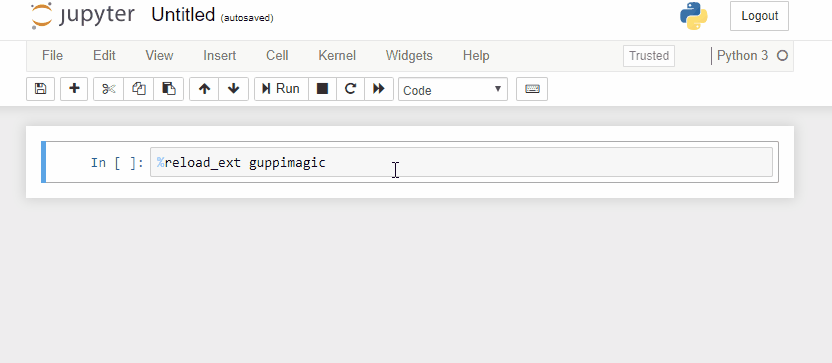 jupyter Untitled (autosaved) Logout
File Edit View Insert Cell Kernel Widgets Help Trusted Python 3
Run Code
In [ ]: %reload_ext guppimagic